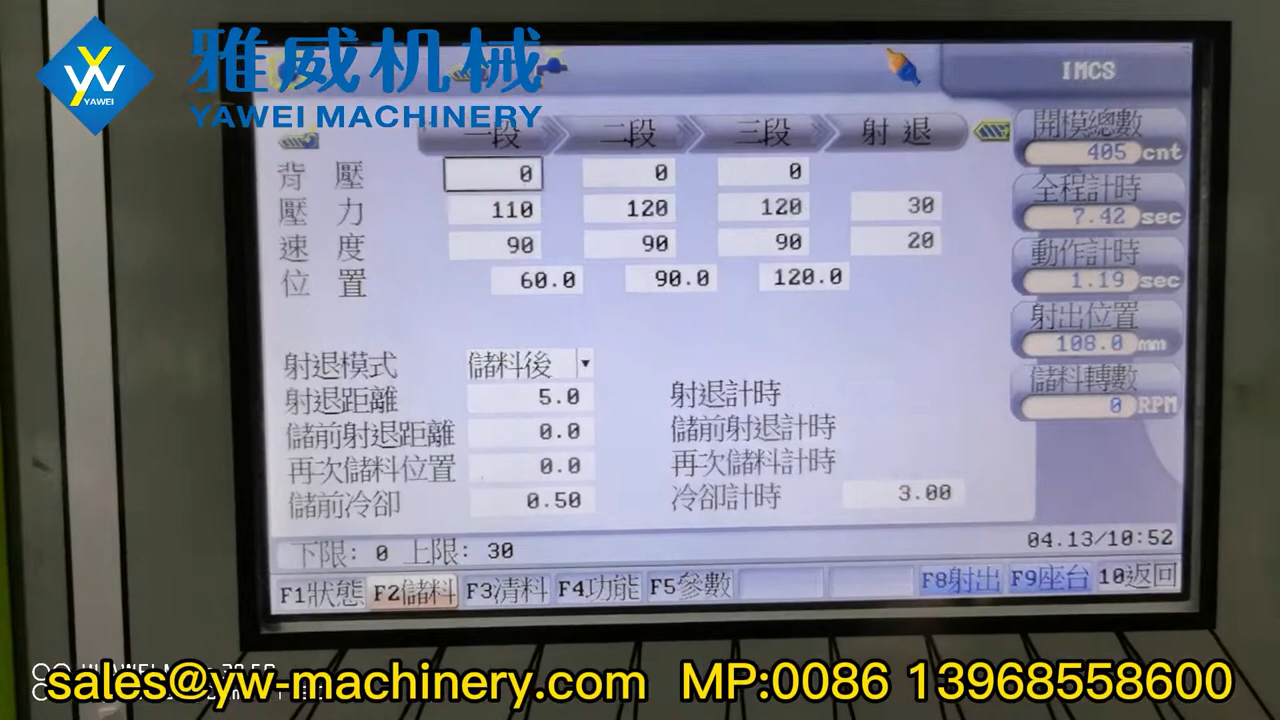 雅威机械
YAWEI
YAWEI MACHINERY
IMCS
一段 二段 三段 射退
背壓 0 0 0
壓力 110 120 120 30
速度 90 90 90 20
位置 60.0 90.0 120.0
開模總數
405 cnt
全程計時
7.42 sec
動作計時
1.19 sec
射出位置
108.0 mm
儲料轉數
0 RPM
射退模式 儲料後
射退距離 5.0 射退計時
儲前射退距離 0.0 儲前射退計時
再次儲料位置 0.0 再次儲料計時
儲前冷卻 0.50 冷卻計時 3.00
04.13/10:52
下限: 0 上限: 30
F1狀態 F2儲料 F3清料 F4功能 F5參數 F8射出 F9座台 10返回
sales@yw-machinery.com MP:0086 13968558600